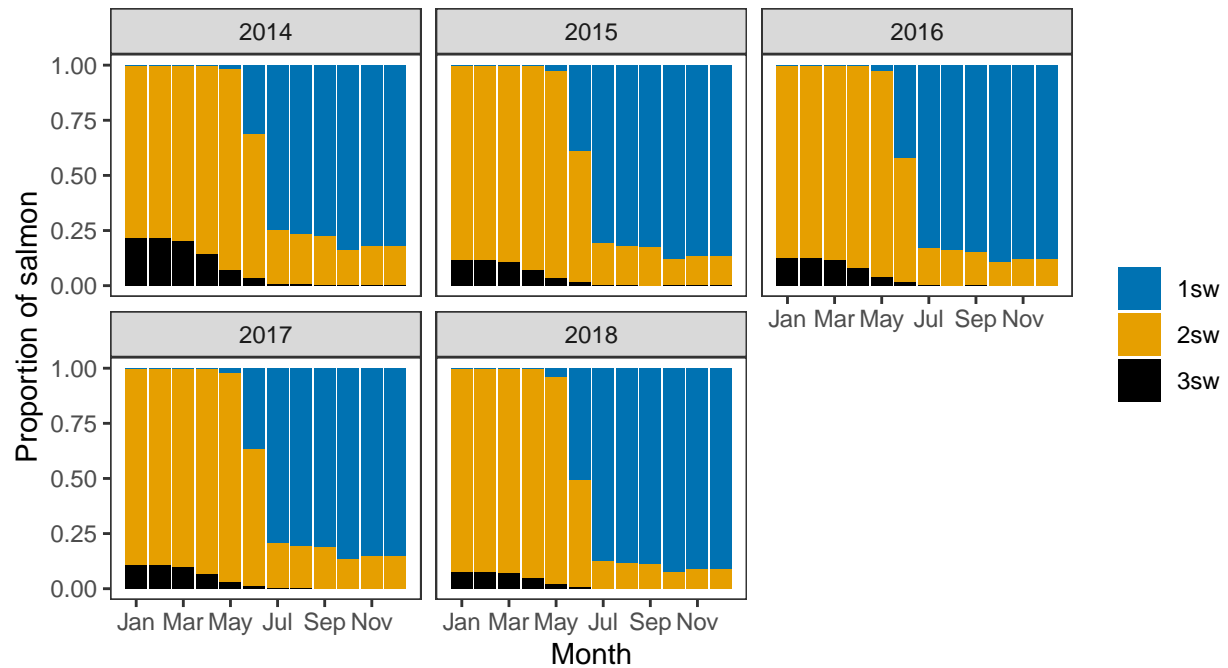 2014
2015
2016
1.00
0.75
0.50
0.25
0.00
Jan Mar May Jul Sep Nov
2017
2018
1.00
0.75
0.50
0.25
0.00
Jan Mar May Jul Sep Nov
Jan Mar May Jul Sep Nov
Month
Proportion of salmon
1sw
2sw
3sw